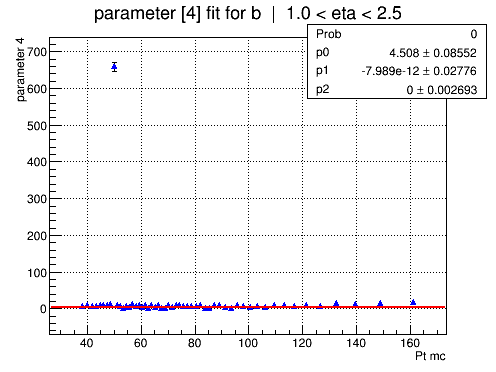 parameter [4] fit for b | 1.0 < eta < 2.5
Prob 0
p0 4.508 ± 0.08552
p1 -7.989e-12 ± 0.02776
p2 0 ± 0.002693
parameter 4
700
600
500
400
300
200
100
0
40 60 80 100 120 140 160
Pt mc